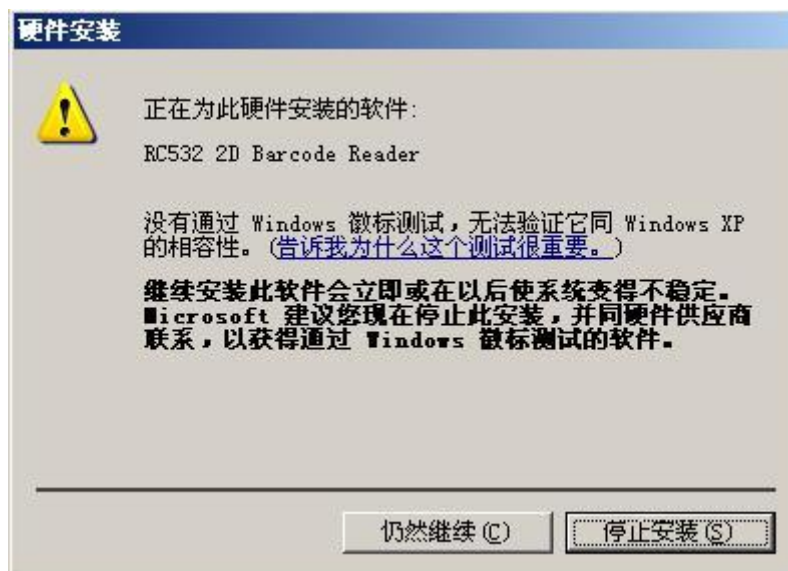 硬件安装
正在为此硬件安装的软件:
RC532 2D Barcode Reader
没有通过 Windows 徽标测试，无法验证它同 Windows XP
的相容性。(告诉我为什么这个测试很重要。)
继续安装此软件会立即或在以后使系统变得不稳定。
Microsoft 建议您现在停止此安装，并同硬件供应商
联系，以获得通过 Windows 徽标测试的软件。
仍然继续(C) 停止安装(S)